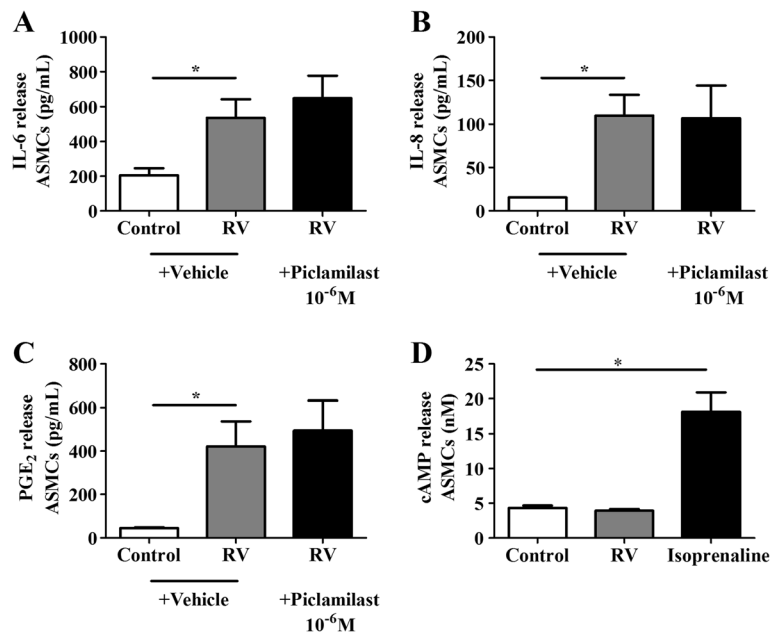 A
IL-6 release
ASMCs (pg/mL)
1000
800
600
400
200
0
*
Control RV RV
+Vehicle +Piclamilast
10⁻⁶M
B
IL-8 release
ASMCs (pg/mL)
200
150
100
50
0
*
Control RV RV
+Vehicle +Piclamilast
10⁻⁶M
C
PGE₂ release
ASMCs (pg/mL)
800
600
400
200
0
*
Control RV RV
+Vehicle +Piclamilast
10⁻⁶M
D
cAMP release
ASMCs (nM)
25
20
15
10
5
0
*
Control RV Isoprenaline